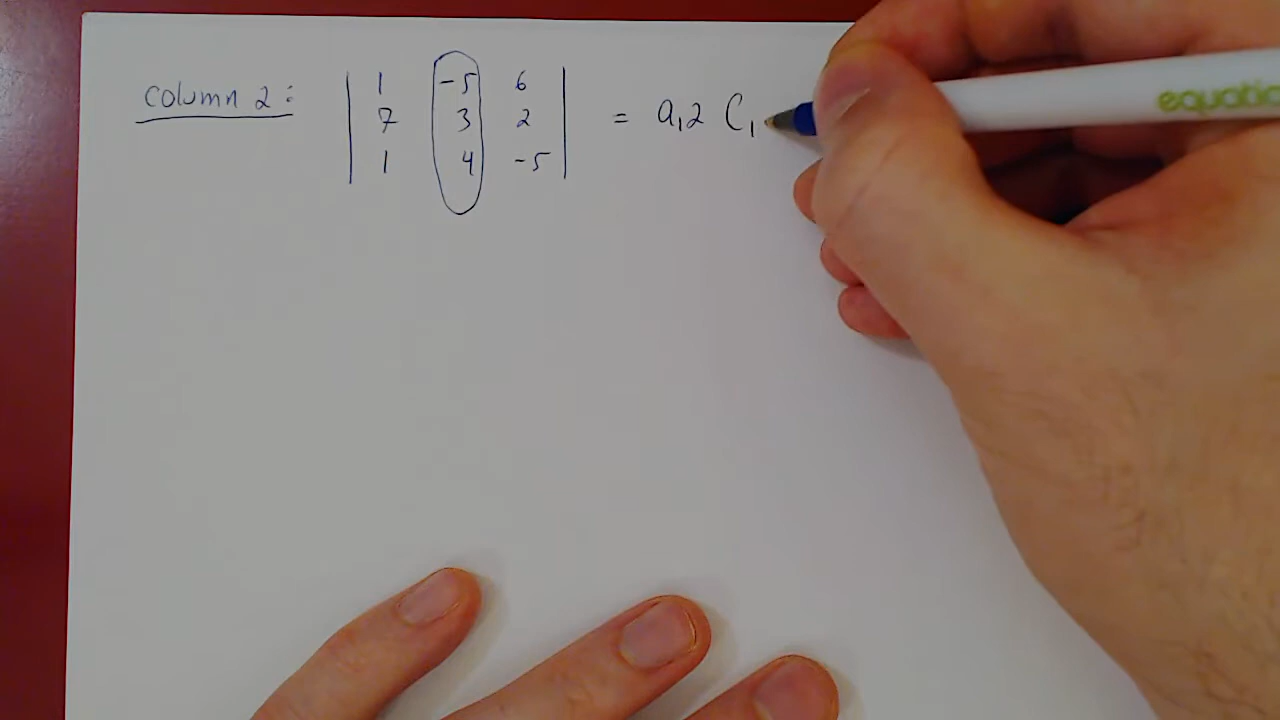 column 2: | 1 -5 6 | = a₁₂ C₁
| 7 3 2 |
| 1 4 -5 |
equatio